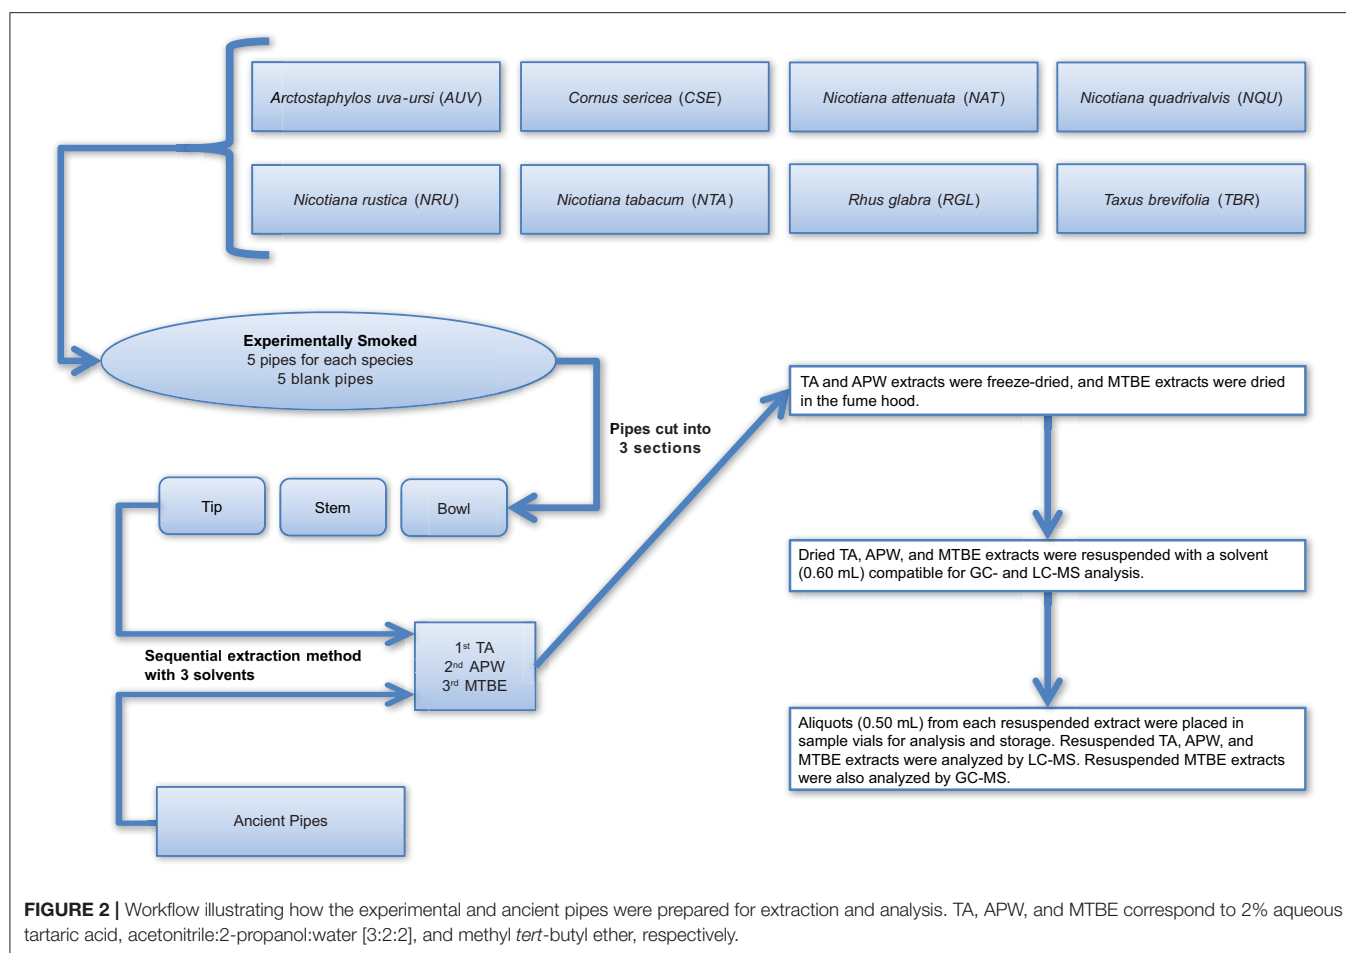 Arctostaphylos uva-ursi (AUV)
Cornus sericea (CSE)
Nicotiana attenuata (NAT)
Nicotiana quadrivalvis (NQU)
Nicotiana rustica (NRU)
Nicotiana tabacum (NTA)
Rhus glabra (RGL)
Taxus brevifolia (TBR)
Experimentally Smoked
5 pipes for each species
5 blank pipes
Pipes cut into
3 sections
Tip
Stem
Bowl
Sequential extraction method
with 3 solvents
1st TA
2nd APW
3rd MTBE
Ancient Pipes
TA and APW extracts were freeze-dried, and MTBE extracts were dried
in the fume hood.
Dried TA, APW, and MTBE extracts were resuspended with a solvent
(0.60 mL) compatible for GC- and LC-MS analysis.
Aliquots (0.50 mL) from each resuspended extract were placed in
sample vials for analysis and storage. Resuspended TA, APW, and
MTBE extracts were analyzed by LC-MS. Resuspended MTBE extracts
were also analyzed by GC-MS.
FIGURE 2 | Workflow illustrating how the experimental and ancient pipes were prepared for extraction and analysis. TA, APW, and MTBE correspond to 2% aqueous
tartaric acid, acetonitrile:2-propanol:water [3:2:2], and methyl tert-butyl ether, respectively.